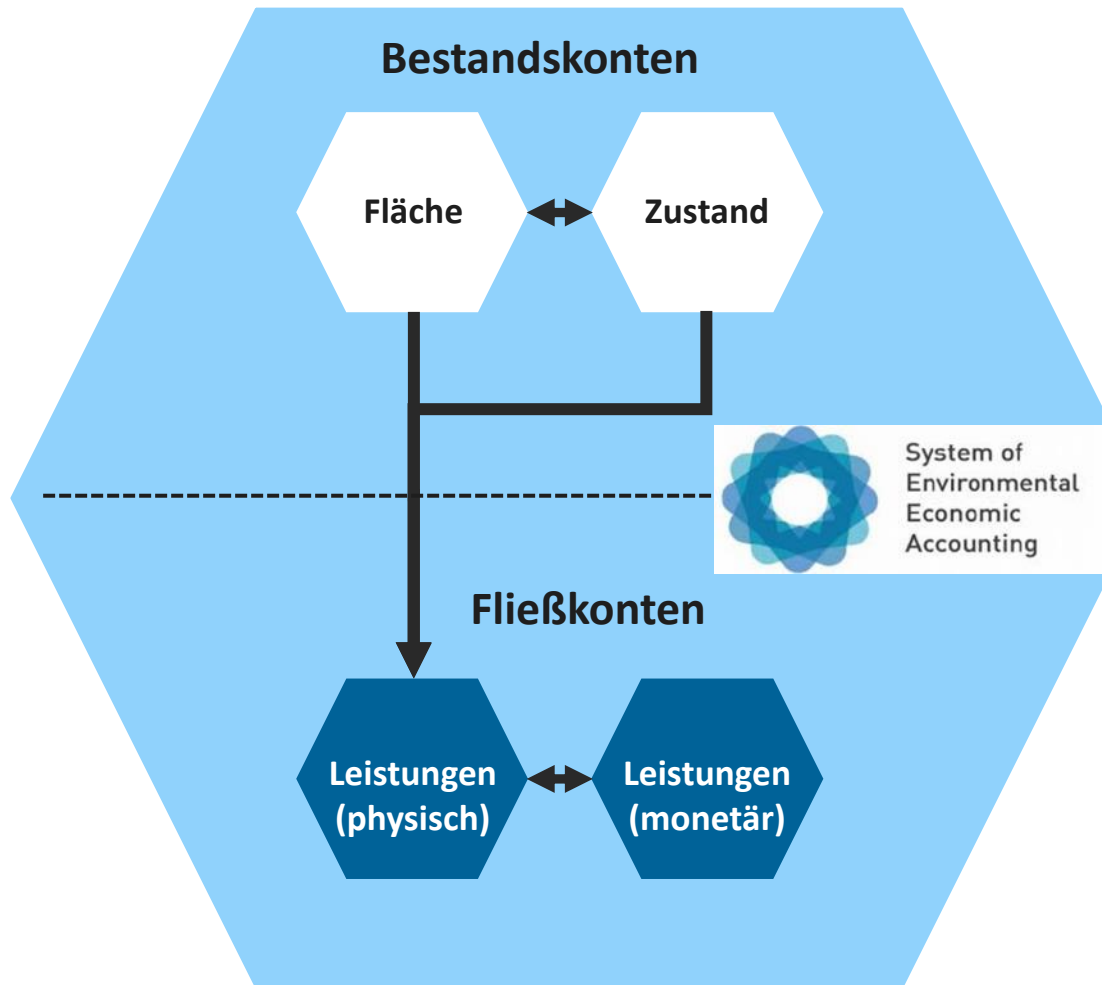 Bestandskonten
Fläche
Zustand
System of
Environmental
Economic
Accounting
Fließkonten
Leistungen
(physisch)
Leistungen
(monetär)